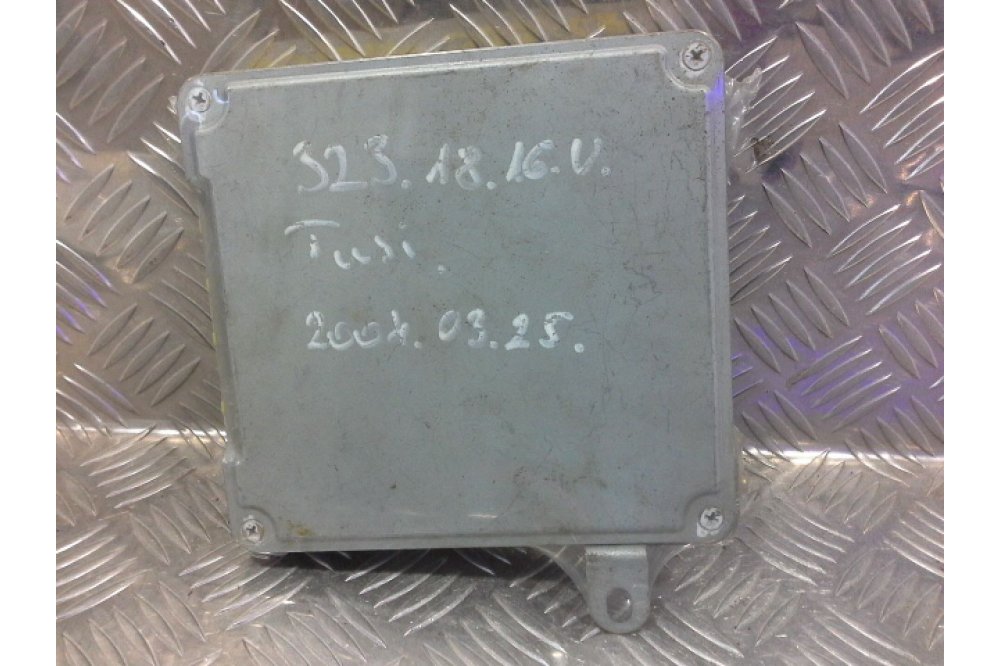 323. 18. 16.V.
Tusi.
2004. 03. 25.